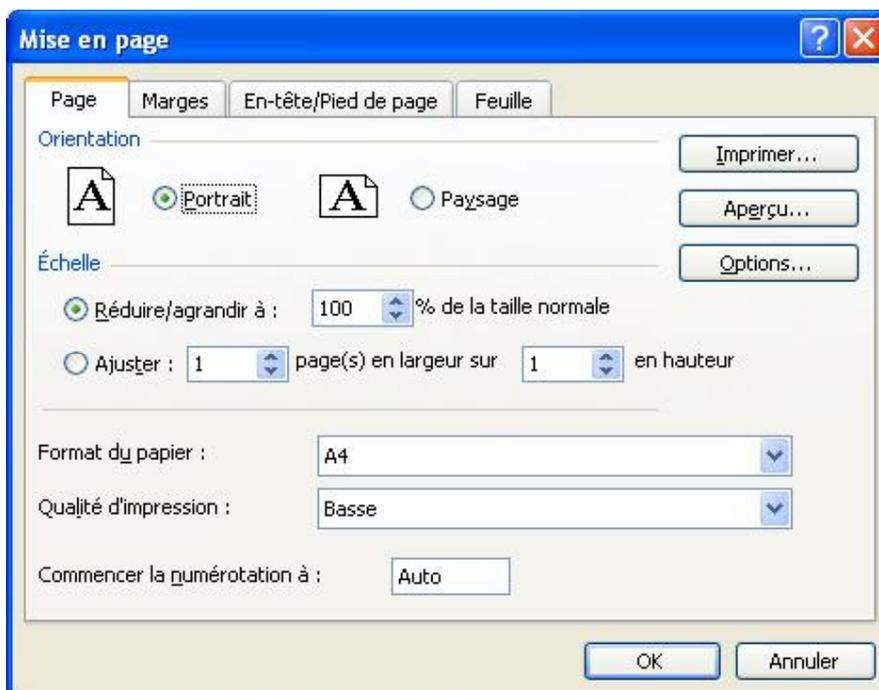 Mise en page
Page Marges En-tête/Pied de page Feuille
Orientation
Imprimer...
A Portrait A Paysage
Aperçu...
Échelle
Options...
Réduire/agrandir à : 100 % de la taille normale
Ajuster : 1 page(s) en largeur sur 1 en hauteur
Format du papier : A4
Qualité d'impression : Basse
Commencer la numérotation à : Auto
OK Annuler